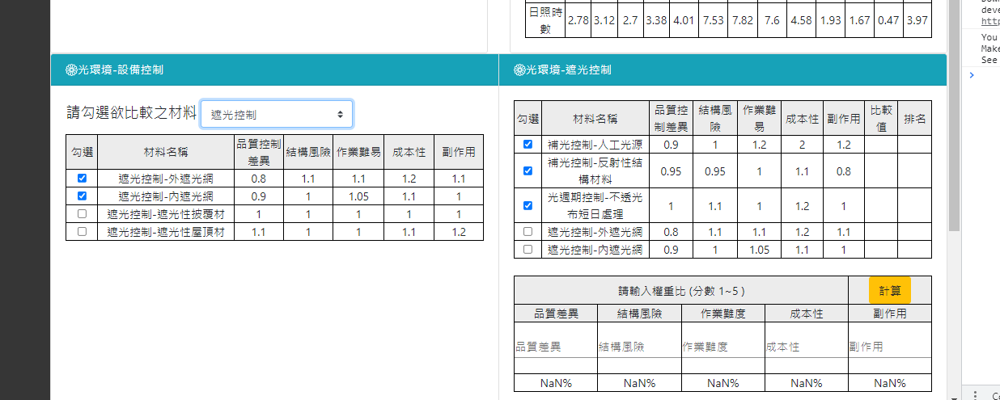 日照時數 2.78 3.12 2.7 3.38 4.01 7.53 7.82 7.6 4.58 1.93 1.67 0.47 3.97
光環境-設備控制
請勾選欲比較之材料 遮光控制
勾選 材料名稱 品質控制差異 結構風險 作業難易 成本性 副作用
遮光控制-外遮光網 0.8 1.1 1.1 1.2 1.1
遮光控制-內遮光網 0.9 1 1.05 1.1 1
遮光控制-遮光性披覆材 1 1 1 1 1
遮光控制-遮光性屋頂材 1.1 1 1 1.1 1.2
光環境-遮光控制
勾選 材料名稱 品質控制差異 結構風險 作業難易 成本性 副作用 比較值 排名
補光控制-人工光源 0.9 1 1.2 2 1.2
補光控制-反射性結構材料 0.95 0.95 1 1.1 0.8
光週期控制-不透光布短日處理 1 1.1 1 1.2 1
遮光控制-外遮光網 0.8 1.1 1.1 1.2 1.1
遮光控制-內遮光網 0.9 1 1.05 1.1 1
請輸入權重比 (分數 1~5 ) 計算
品質差異 結構風險 作業難度 成本性 副作用
品質差異 結構風險 作業難度 成本性 副作用
NaN% NaN% NaN% NaN% NaN%
deve
http
You
Make
See